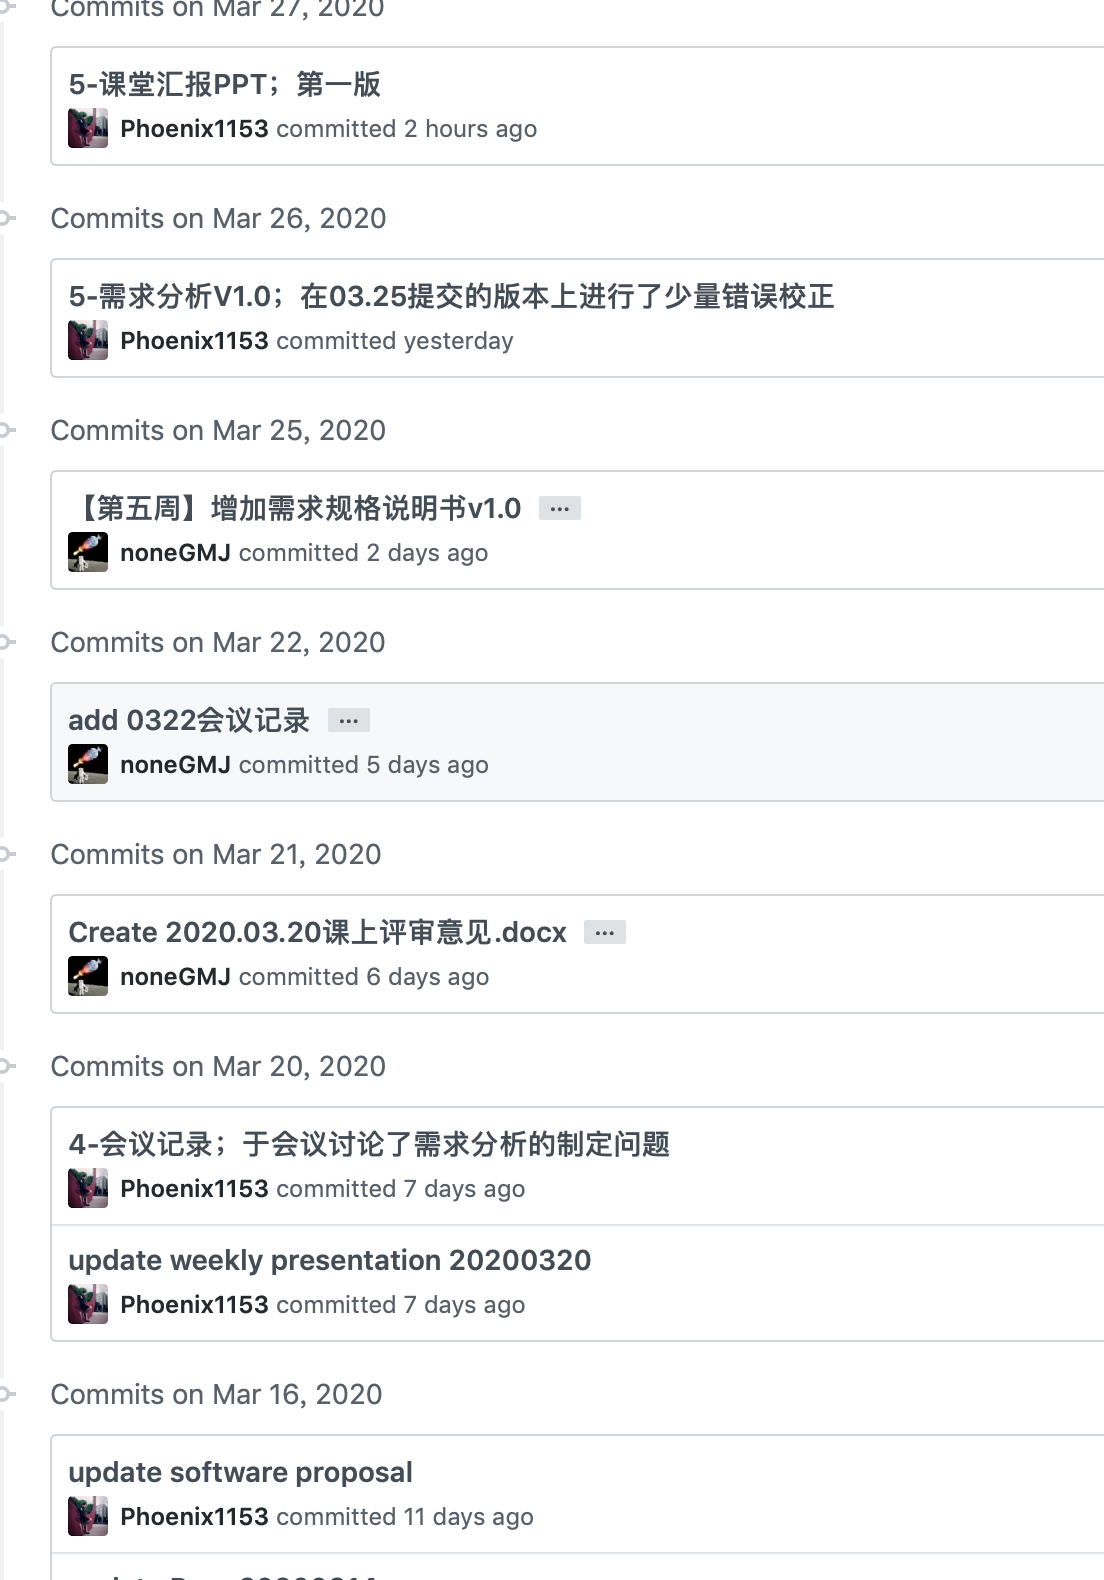 Commits on Mar 27, 2020
5-课堂汇报PPT；第一版
Phoenix1153 committed 2 hours ago
Commits on Mar 26, 2020
5-需求分析V1.0；在03.25提交的版本上进行了少量错误校正
Phoenix1153 committed yesterday
Commits on Mar 25, 2020
【第五周】增加需求规格说明书v1.0 …
noneGMJ committed 2 days ago
Commits on Mar 22, 2020
add 0322会议记录 …
noneGMJ committed 5 days ago
Commits on Mar 21, 2020
Create 2020.03.20课上评审意见.docx …
noneGMJ committed 6 days ago
Commits on Mar 20, 2020
4-会议记录；于会议讨论了需求分析的制定问题
Phoenix1153 committed 7 days ago
update weekly presentation 20200320
Phoenix1153 committed 7 days ago
Commits on Mar 16, 2020
update software proposal
Phoenix1153 committed 11 days ago